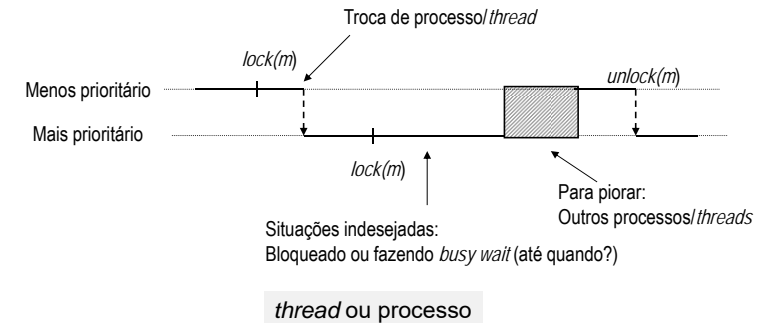 Troca de processo/thread
lock(m)
unlock(m)
Menos prioritário
Mais prioritário
lock(m)
Para piorar:
Outros processos/threads
Situações indesejadas:
Bloqueado ou fazendo busy wait (até quando?)
thread ou processo